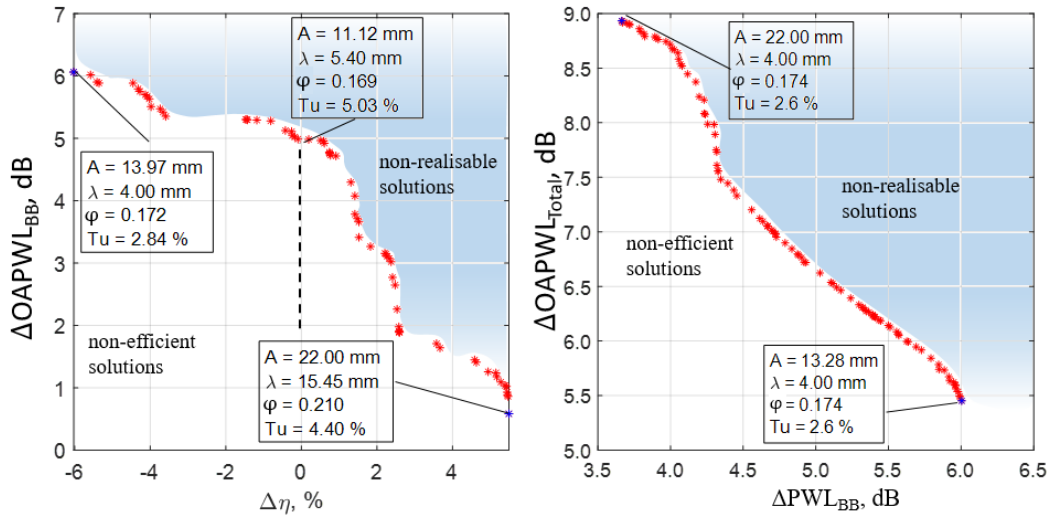 7
6
5
4
3
2
1
0
ΔOAPWL_BB, dB
-6
-4
-2
0
2
4
Δη, %
A = 11.12 mm
λ = 5.40 mm
φ = 0.169
Tu = 5.03 %
A = 13.97 mm
λ = 4.00 mm
φ = 0.172
Tu = 2.84 %
non-realisable
solutions
non-efficient
solutions
A = 22.00 mm
λ = 15.45 mm
φ = 0.210
Tu = 4.40 %
9.0
8.5
8.0
7.5
7.0
6.5
6.0
5.5
5.0
ΔOAPWL_Total, dB
3.5
4.0
4.5
5.0
5.5
6.0
6.5
ΔPWL_BB, dB
A = 22.00 mm
λ = 4.00 mm
φ = 0.174
Tu = 2.6 %
non-realisable
solutions
non-efficient
solutions
A = 13.28 mm
λ = 4.00 mm
φ = 0.174
Tu = 2.6 %